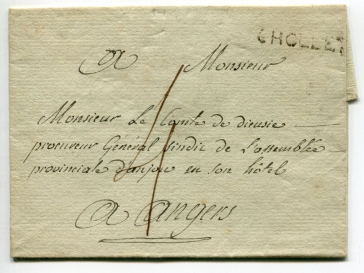 CHOLLET
A Monsieur
Monsieur Le Comte de dieusie
procureur Général sindic de L'assemblée
provinciale d'anjou en son hôtel
A angers